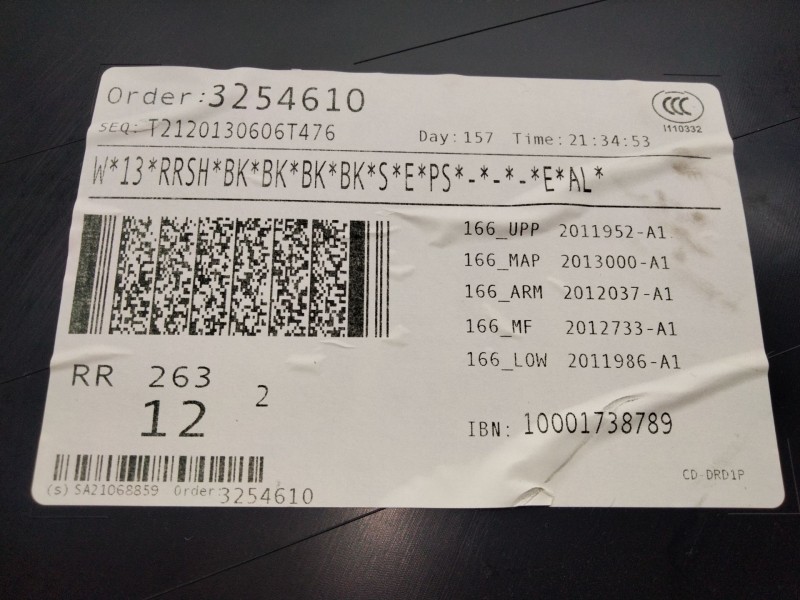 Order:3254610
CCC
I110332
SEQ: T2120130606T476
Day:157 Time:21:34:53
W*13*RRSH*BK*BK*BK*BK*S*E*PS*-*-*-*E*AL*
166_UPP 2011952-A1
166_MAP 2013000-A1
166_ARM 2012037-A1
166_MF 2012733-A1
166_LOW 2011986-A1
RR 263
12 2
IBN: 10001738789
CD-DRD1P
(s) SA21068859 Order:3254610